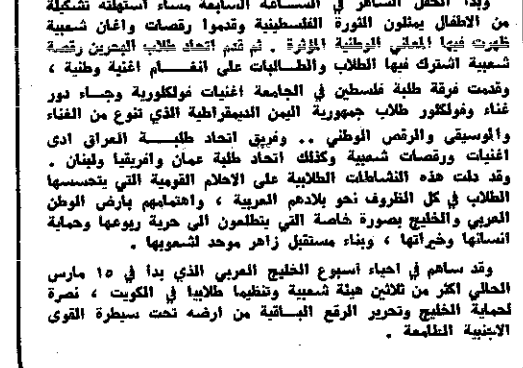 وبدأ الحفل الساهر في الســاعة السابعة مساء استهلته تشكيلة
من الاطفال يمثلون الثورة الفلسطينية وقدموا رقصات واغان شعبية
ظهرت فيها المعاني الوطنية المؤثرة . ثم قدم اتحاد طلاب البحرين رقصة
شعبية اشترك فيها الطلاب والطــالبات على انغــــام اغنية وطنية ،
وقدمت فرقة طلبة فلسطين في الجامعة اغنيات فولكلورية وجــاء دور
غناء وفولكلور طلاب جمهورية اليمن الديمقراطية الذي تنوع من الغناء
والموسيقى والرقص الوطني .. وفريق اتحاد طلبــــة العراق ادى
اغنيات ورقصات شعبية وكذلك اتحاد طلبة عمان وافريقيا ولبنان .
وقد دلت هذه النشاطات الطلابية على الاحلام القومية التي يتحسسها
الطلاب في كل الظروف نحو بلادهم العربية ، واهتمامهم بارض الوطن
العربي والخليج بصورة خاصة التي يتطلعون الى حرية ربوعها وحماية
انسانها وخيراتها ، وبناء مستقبل زاهر موحد لشعوبها .
وقد ساهم في احياء اسبوع الخليج العربي الذي بدا في ١٥ مارس
الحالي اكثر من ثلاثين هيئة شعبية وتنظيما طلابيا في الكويت ، نصرة
لحماية الخليج وتحرير الرقع البــاقية من ارضه تحت سيطرة القوى
الاجنبية الطامعة .